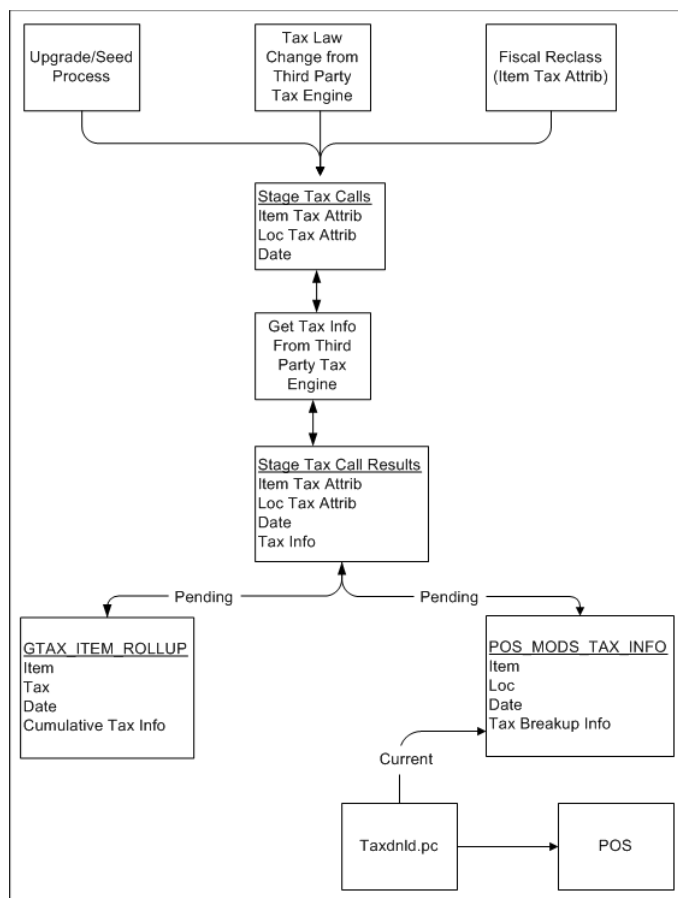 Upgrade/Seed
Process
Tax Law
Change from
Third Party
Tax Engine
Fiscal Reclass
(Item Tax Attrib)
Stage Tax Calls
Item Tax Attrib
Loc Tax Attrib
Date
Get Tax Info
From Third
Party Tax
Engine
Stage Tax Call Results
Item Tax Attrib
Loc Tax Attrib
Date
Tax Info
Pending
Pending
GTAX_ITEM_ROLLUP
Item
Tax
Date
Cumulative Tax Info
POS_MODS_TAX_INFO
Item
Loc
Date
Tax Breakup Info
Current
Taxdnld.pc
POS